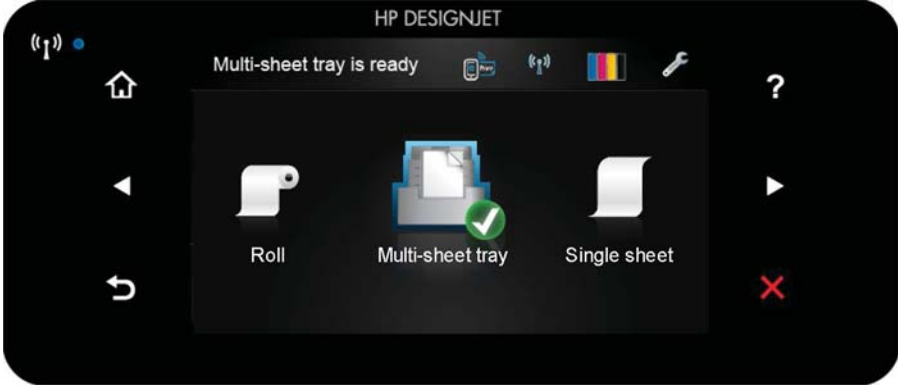 HP DESIGNJET
Multi-sheet tray is ready
?
Roll
Multi-sheet tray
Single sheet